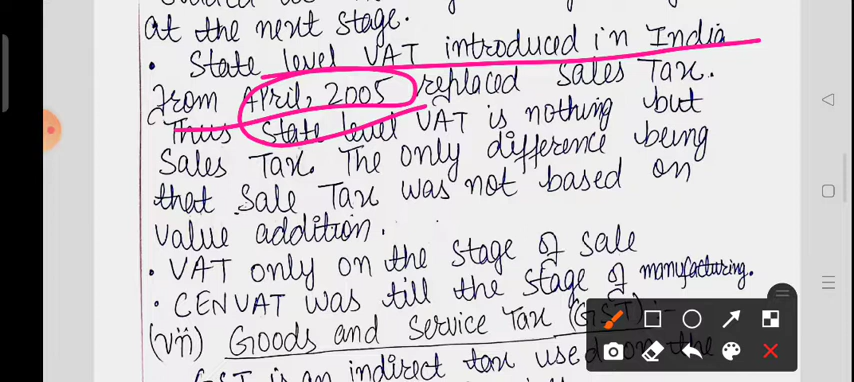 at the next stage.
• State level VAT introduced in India
from April, 2005 replaced Sales Tax.
Thus State level VAT is nothing but
Sales Tax. The only difference being
that Sale Tax was not based on
value addition.
• VAT only on the stage of sale
• CENVAT was till the stage of manufacturing.
(vii) Goods and Service Tax (GST) :-
GST is an indirect tax used on the